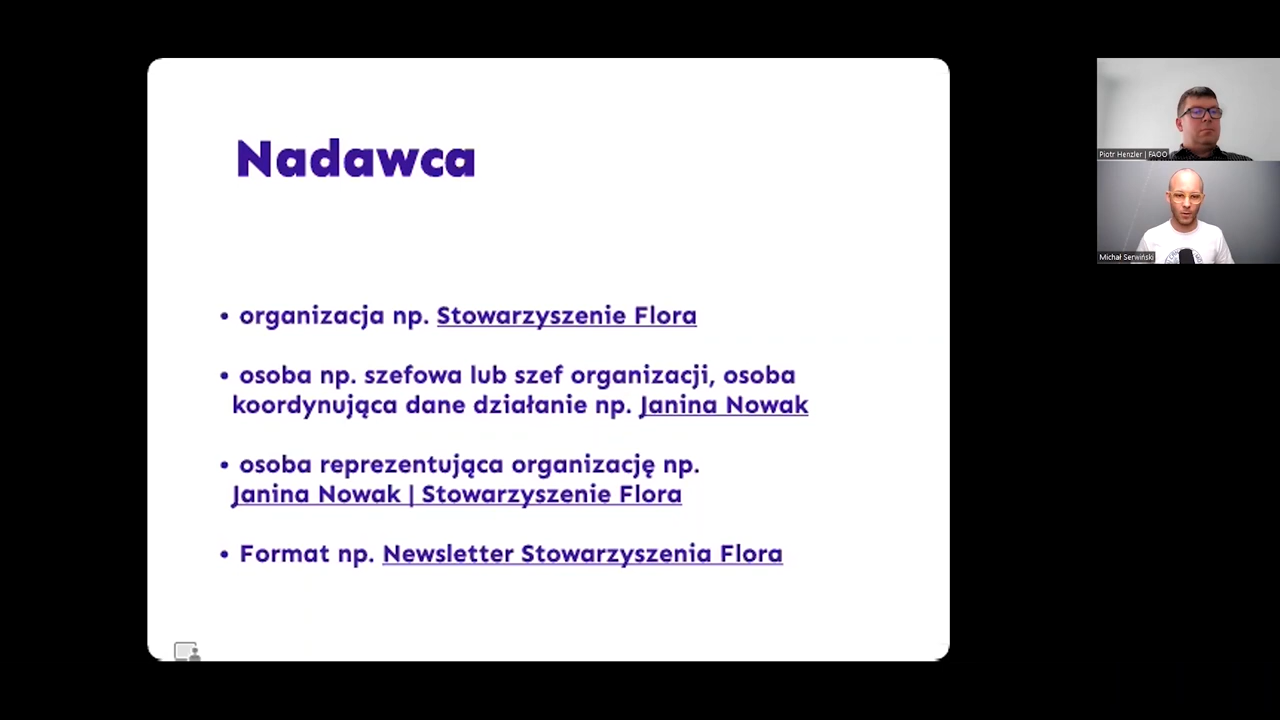 Nadawca
• organizacja np. Stowarzyszenie Flora
• osoba np. szefowa lub szef organizacji, osoba
koordynująca dane działanie np. Janina Nowak
• osoba reprezentująca organizację np.
Janina Nowak | Stowarzyszenie Flora
• Format np. Newsletter Stowarzyszenia Flora
Piotr Henzler | FAOO
Michał Serwiński